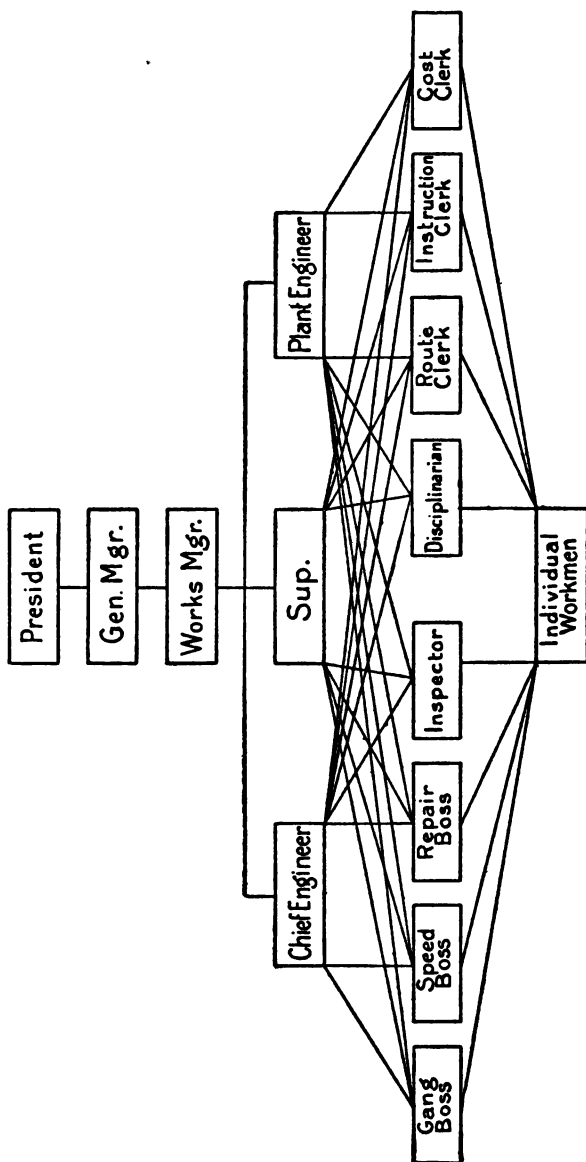 President
Gen. Mgr.
Works Mgr.
Chief Engineer
Sup.
Plant Engineer
Gang
Boss
Speed
Boss
Repair
Boss
Inspector
Disciplinarian
Route
Clerk
Instruction
Clerk
Cost
Clerk
Individual
Workmen